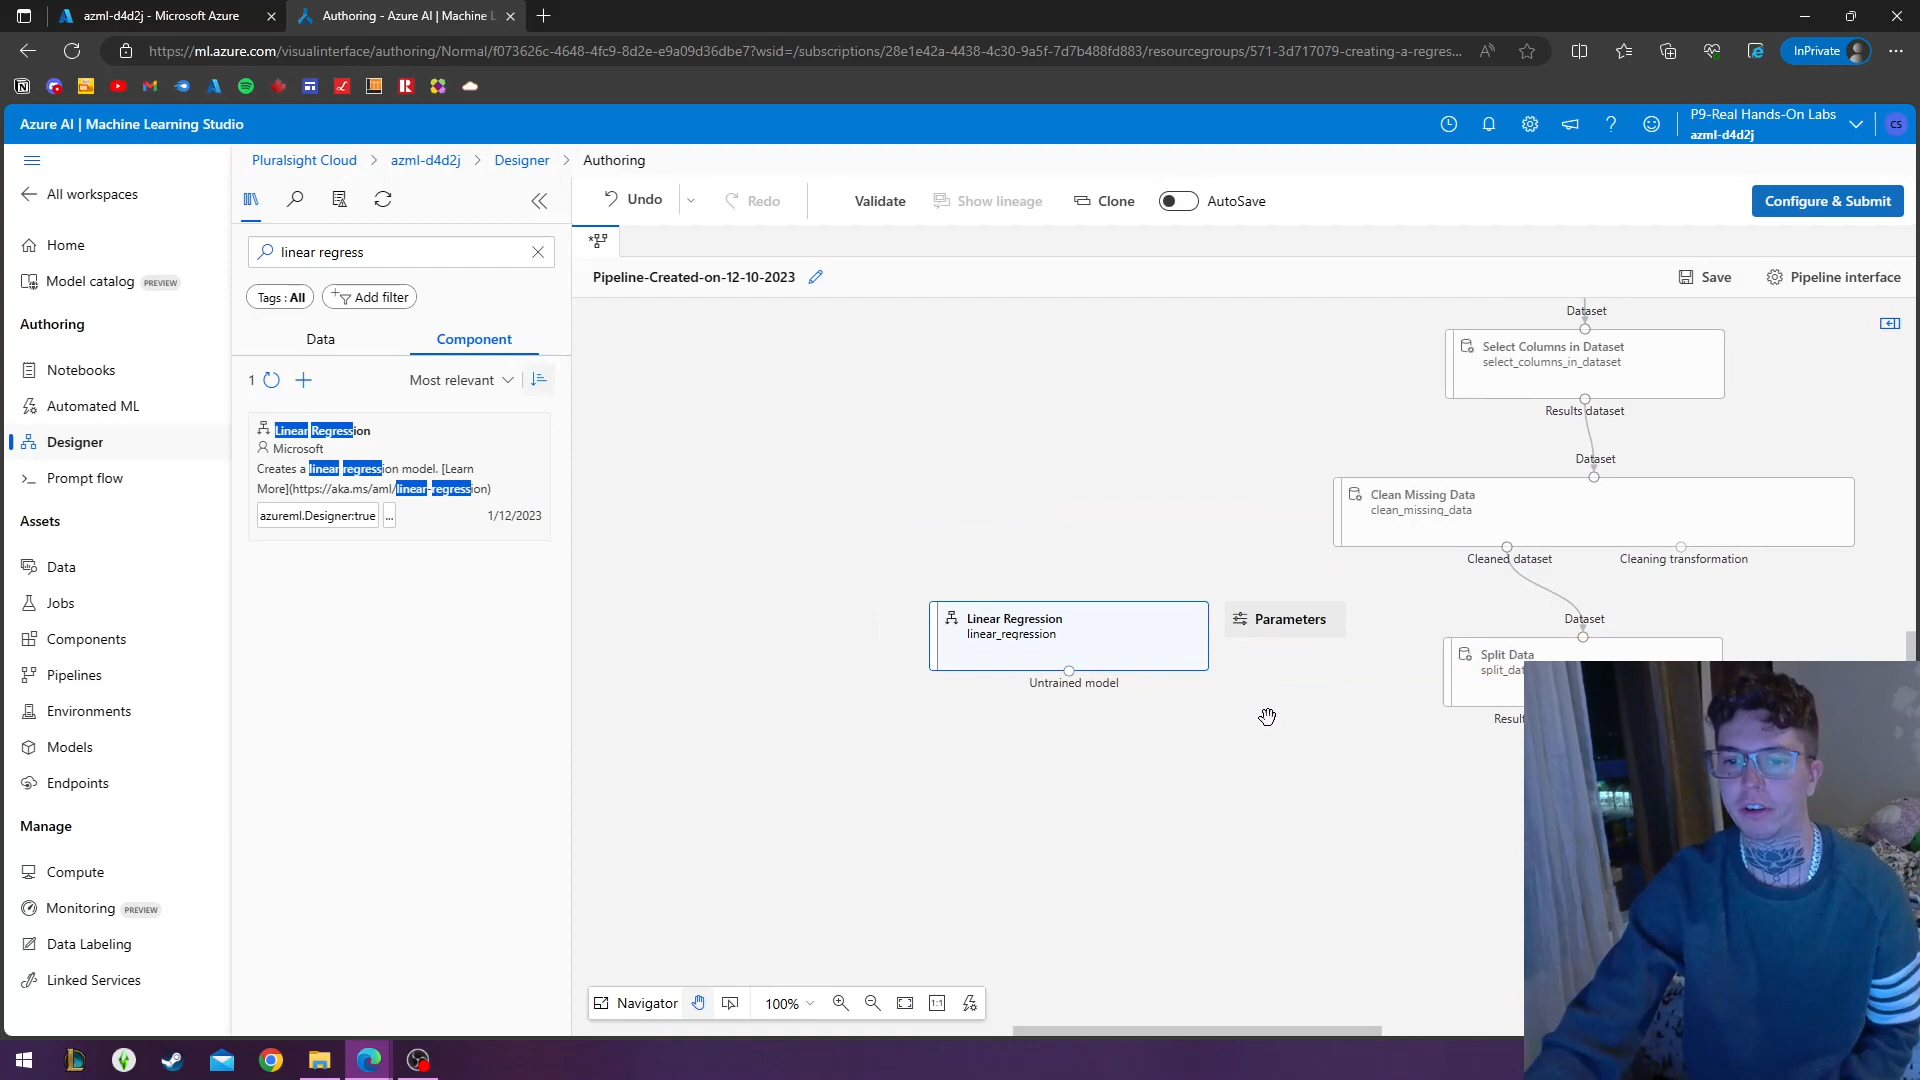 azml-d4d2j - Microsoft Azure
Authoring - Azure AI | Machine L
https://ml.azure.com/visualinterface/authoring/Normal/f073626c-4648-4fc9-8d2e-e9a09d36dbe7?wsid=/subscriptions/28e1e42a-4438-4c30-9a5f-7d7b488fd883/resourcegroups/571-3d717079-creating-a-regres...
InPrivate
Azure AI | Machine Learning Studio
P9-Real Hands-On Labs
azml-d4d2j
CS
All workspaces
Home
Model catalog PREVIEW
Authoring
Notebooks
Automated ML
Designer
Prompt flow
Assets
Data
Jobs
Components
Pipelines
Environments
Models
Endpoints
Manage
Compute
Monitoring PREVIEW
Data Labeling
Linked Services
Pluralsight Cloud > azml-d4d2j > Designer > Authoring
linear regress
Tags : All
Add filter
Data
Component
1
Most relevant
Linear Regression
Microsoft
Creates a linear regression model. [Learn
More](https://aka.ms/aml/linear-regression)
azureml.Designer:true
...
1/12/2023
Undo
Redo
Validate
Show lineage
Clone
AutoSave
Configure & Submit
Pipeline-Created-on-12-10-2023
Save
Pipeline interface
Dataset
Select Columns in Dataset
select_columns_in_dataset
Results dataset
Dataset
Clean Missing Data
clean_missing_data
Cleaned dataset
Cleaning transformation
Linear Regression
linear_regression
Untrained model
Parameters
Dataset
Split Data
split_dat
Result
Navigator
100%
1:1